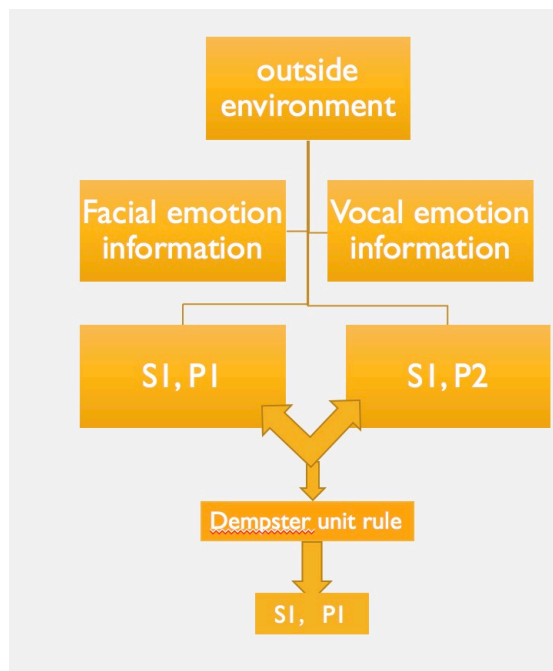 outside
environment
Facial emotion
information
Vocal emotion
information
S1, P1
S1, P2
Dempster unit rule
S1, P1